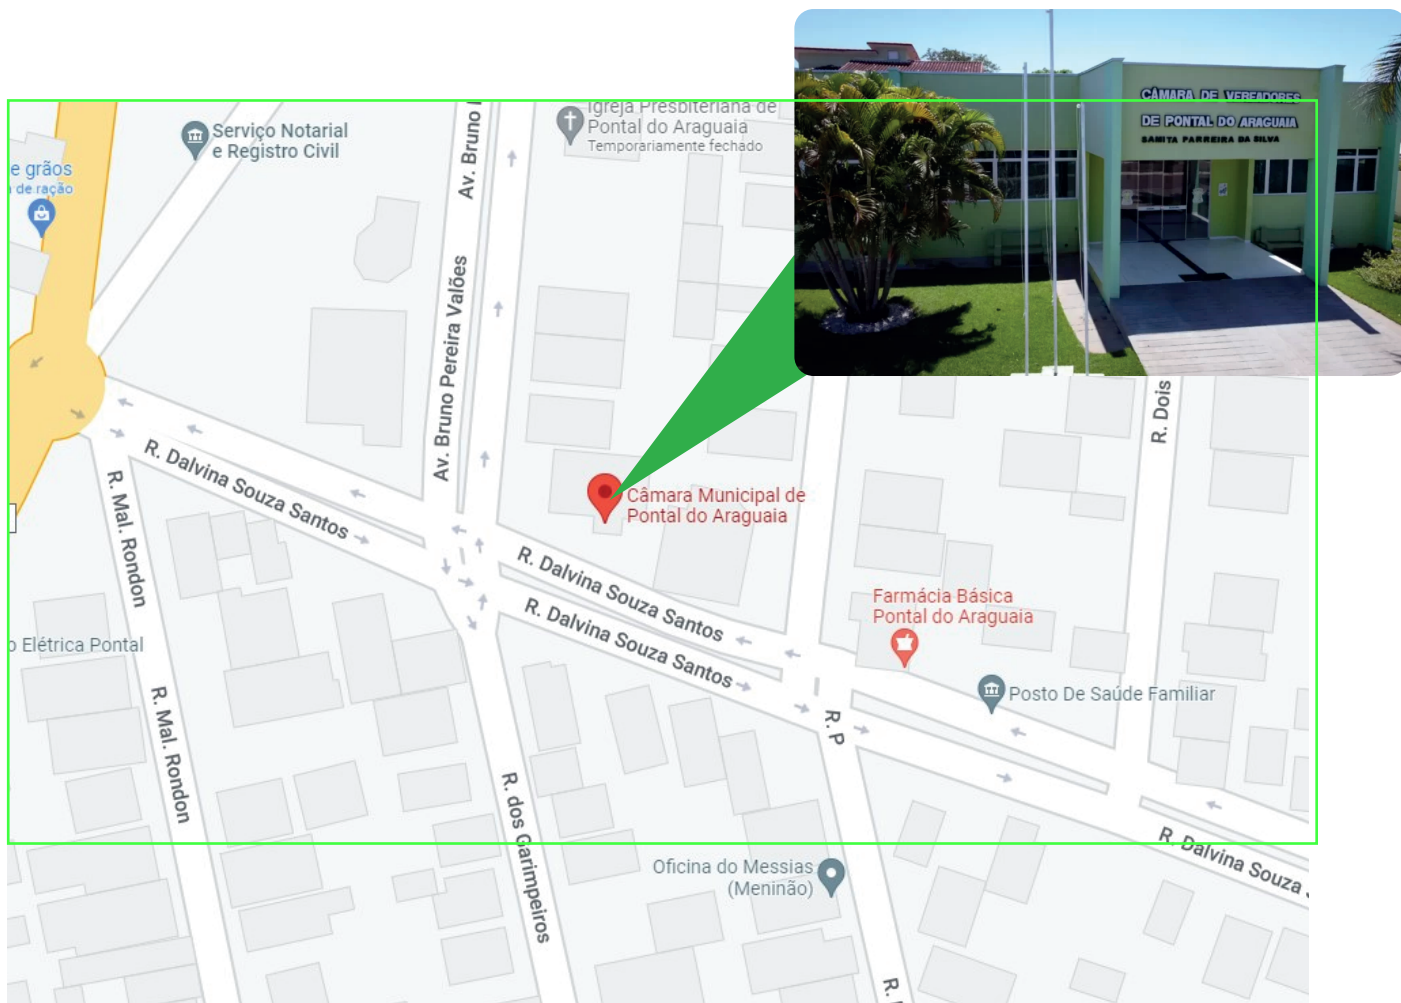 CÂMARA DE VEREADORES
DE PONTAL DO ARAGUAIA
SAMITA PARREIRA DA SILVA
Igreja Presbiteriana de
Pontal do Araguaia
Temporariamente fechado
Serviço Notarial
e Registro Civil
e grãos
de ração
Av. Bruno
Av. Bruno Pereira Valões
R. Dois
R. Dalvina Souza Santos
R. Mal. Rondon
Câmara Municipal de
Pontal do Araguaia
R. Dalvina Souza Santos
R. Dalvina Souza Santos
Farmácia Básica
Pontal do Araguaia
Elétrica Pontal
Posto De Saúde Familiar
R. Mal. Rondon
R. P
R. dos Garimpeiros
R. Dalvina Souza
Oficina do Messias
(Meninão)
R.